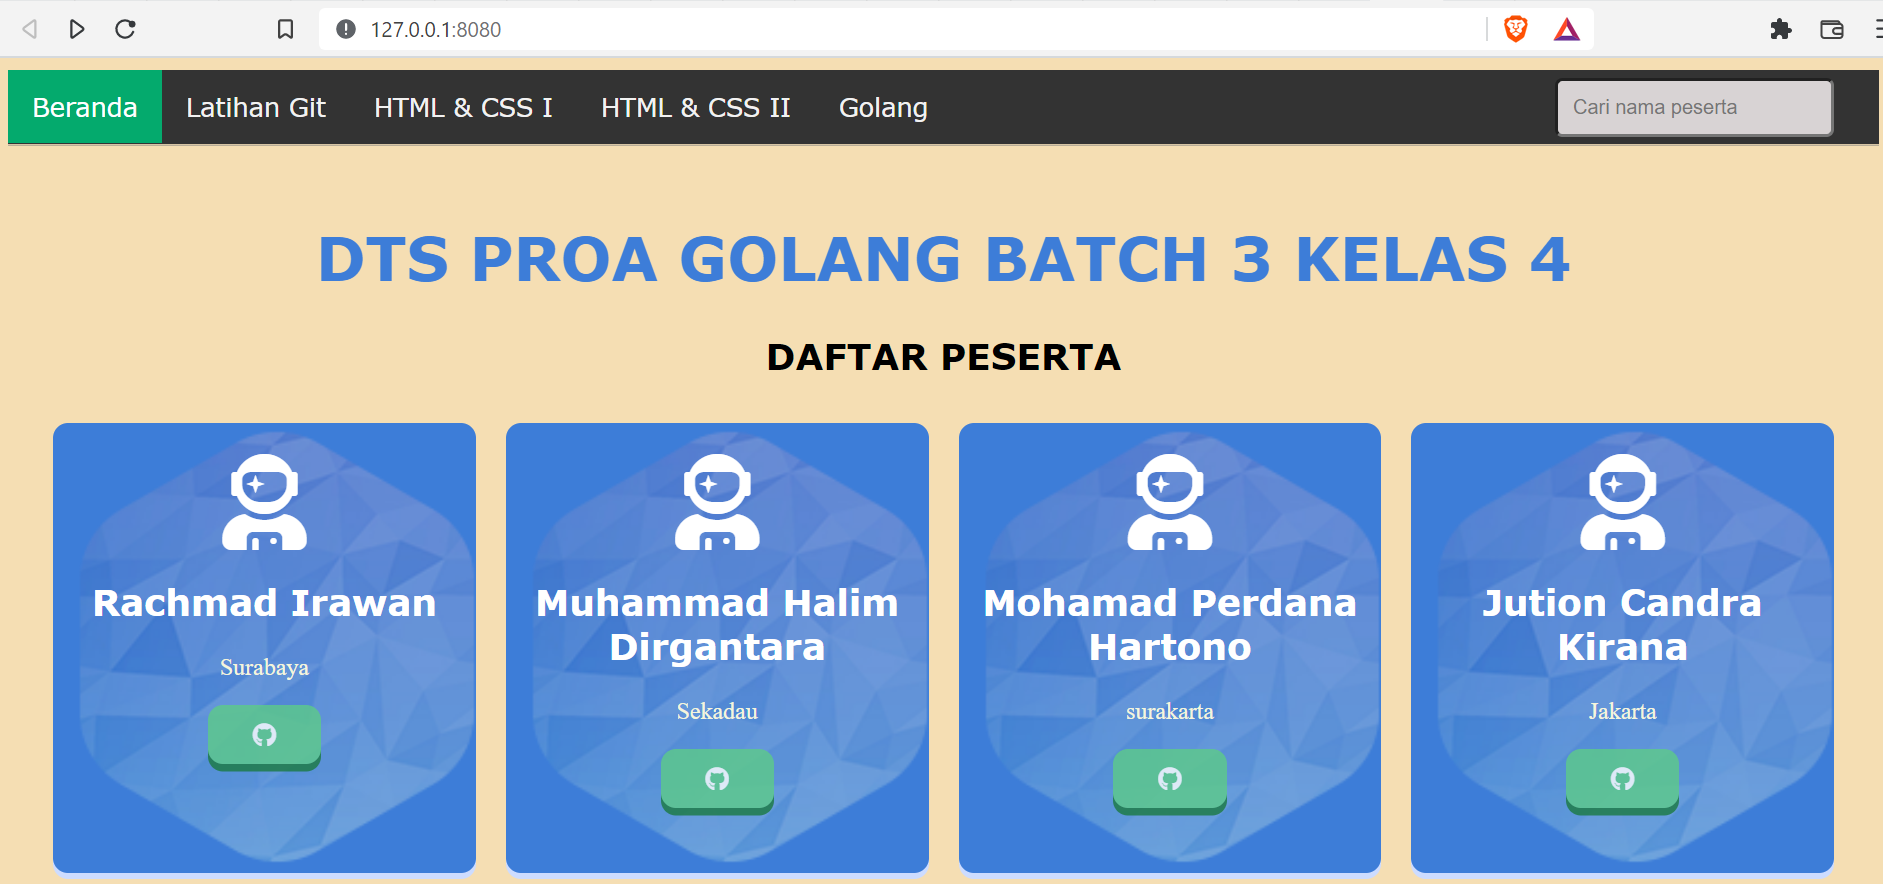 127.0.0.1:8080
Beranda Latihan Git HTML & CSS I HTML & CSS II Golang Cari nama peserta
DTS PROA GOLANG BATCH 3 KELAS 4
DAFTAR PESERTA
Rachmad Irawan
Surabaya
Muhammad Halim
Dirgantara
Sekadau
Mohamad Perdana
Hartono
surakarta
Jution Candra
Kirana
Jakarta